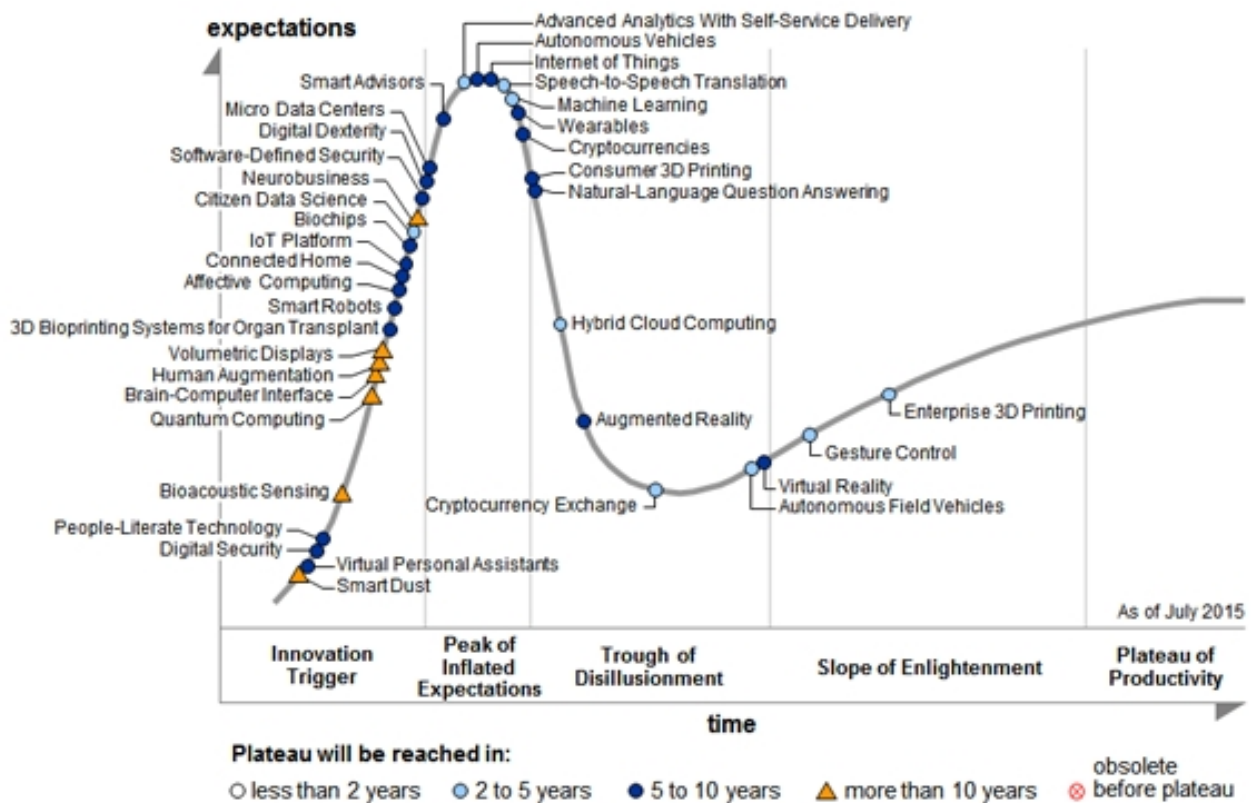 expectations
Advanced Analytics With Self-Service Delivery
Autonomous Vehicles
Internet of Things
Speech-to-Speech Translation
Machine Learning
Wearables
Cryptocurrencies
Consumer 3D Printing
Natural-Language Question Answering
Smart Advisors
Micro Data Centers
Digital Dexterity
Software-Defined Security
Neurobusiness
Citizen Data Science
Biochips
IoT Platform
Connected Home
Affective Computing
Smart Robots
3D Bioprinting Systems for Organ Transplant
Volumetric Displays
Human Augmentation
Brain-Computer Interface
Quantum Computing
Bioacoustic Sensing
People-Literate Technology
Digital Security
Virtual Personal Assistants
Smart Dust
Hybrid Cloud Computing
Augmented Reality
Cryptocurrency Exchange
Enterprise 3D Printing
Gesture Control
Virtual Reality
Autonomous Field Vehicles
As of July 2015
Innovation
Trigger
Peak of
Inflated
Expectations
Trough of
Disillusionment
Slope of Enlightenment
Plateau of
Productivity
time
Plateau will be reached in:
less than 2 years
2 to 5 years
5 to 10 years
more than 10 years
obsolete
before plateau